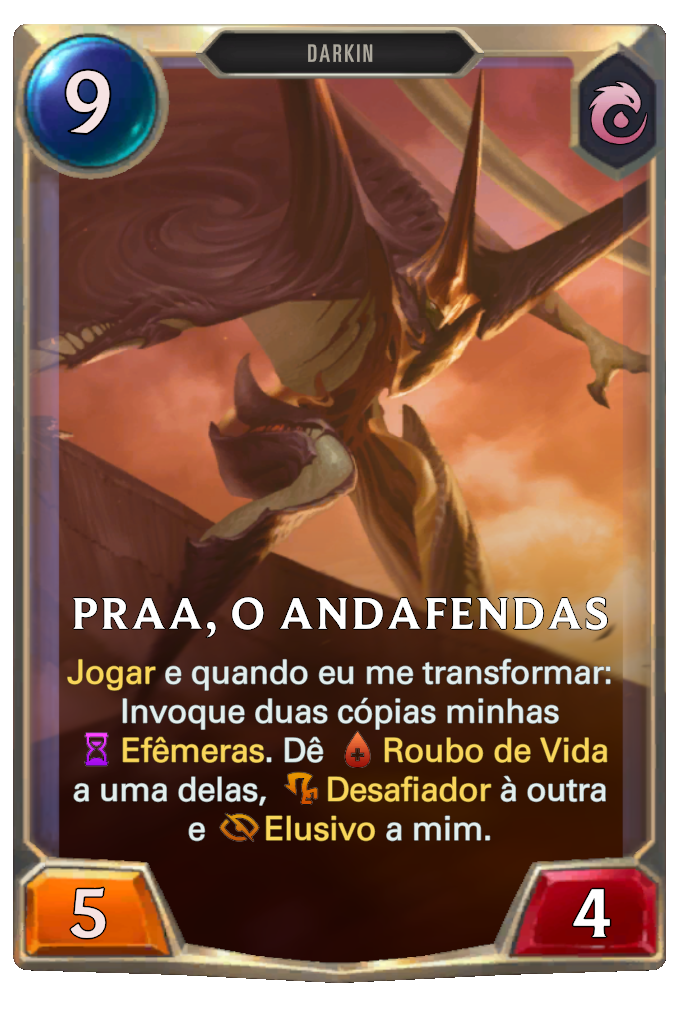 DARKIN
9
PRAA, O ANDAFENDAS
Jogar e quando eu me transformar:
Invoque duas cópias minhas
Efêmeras. Dê Roubo de Vida
a uma delas, Desafiador à outra
e Elusivo a mim.
5
4